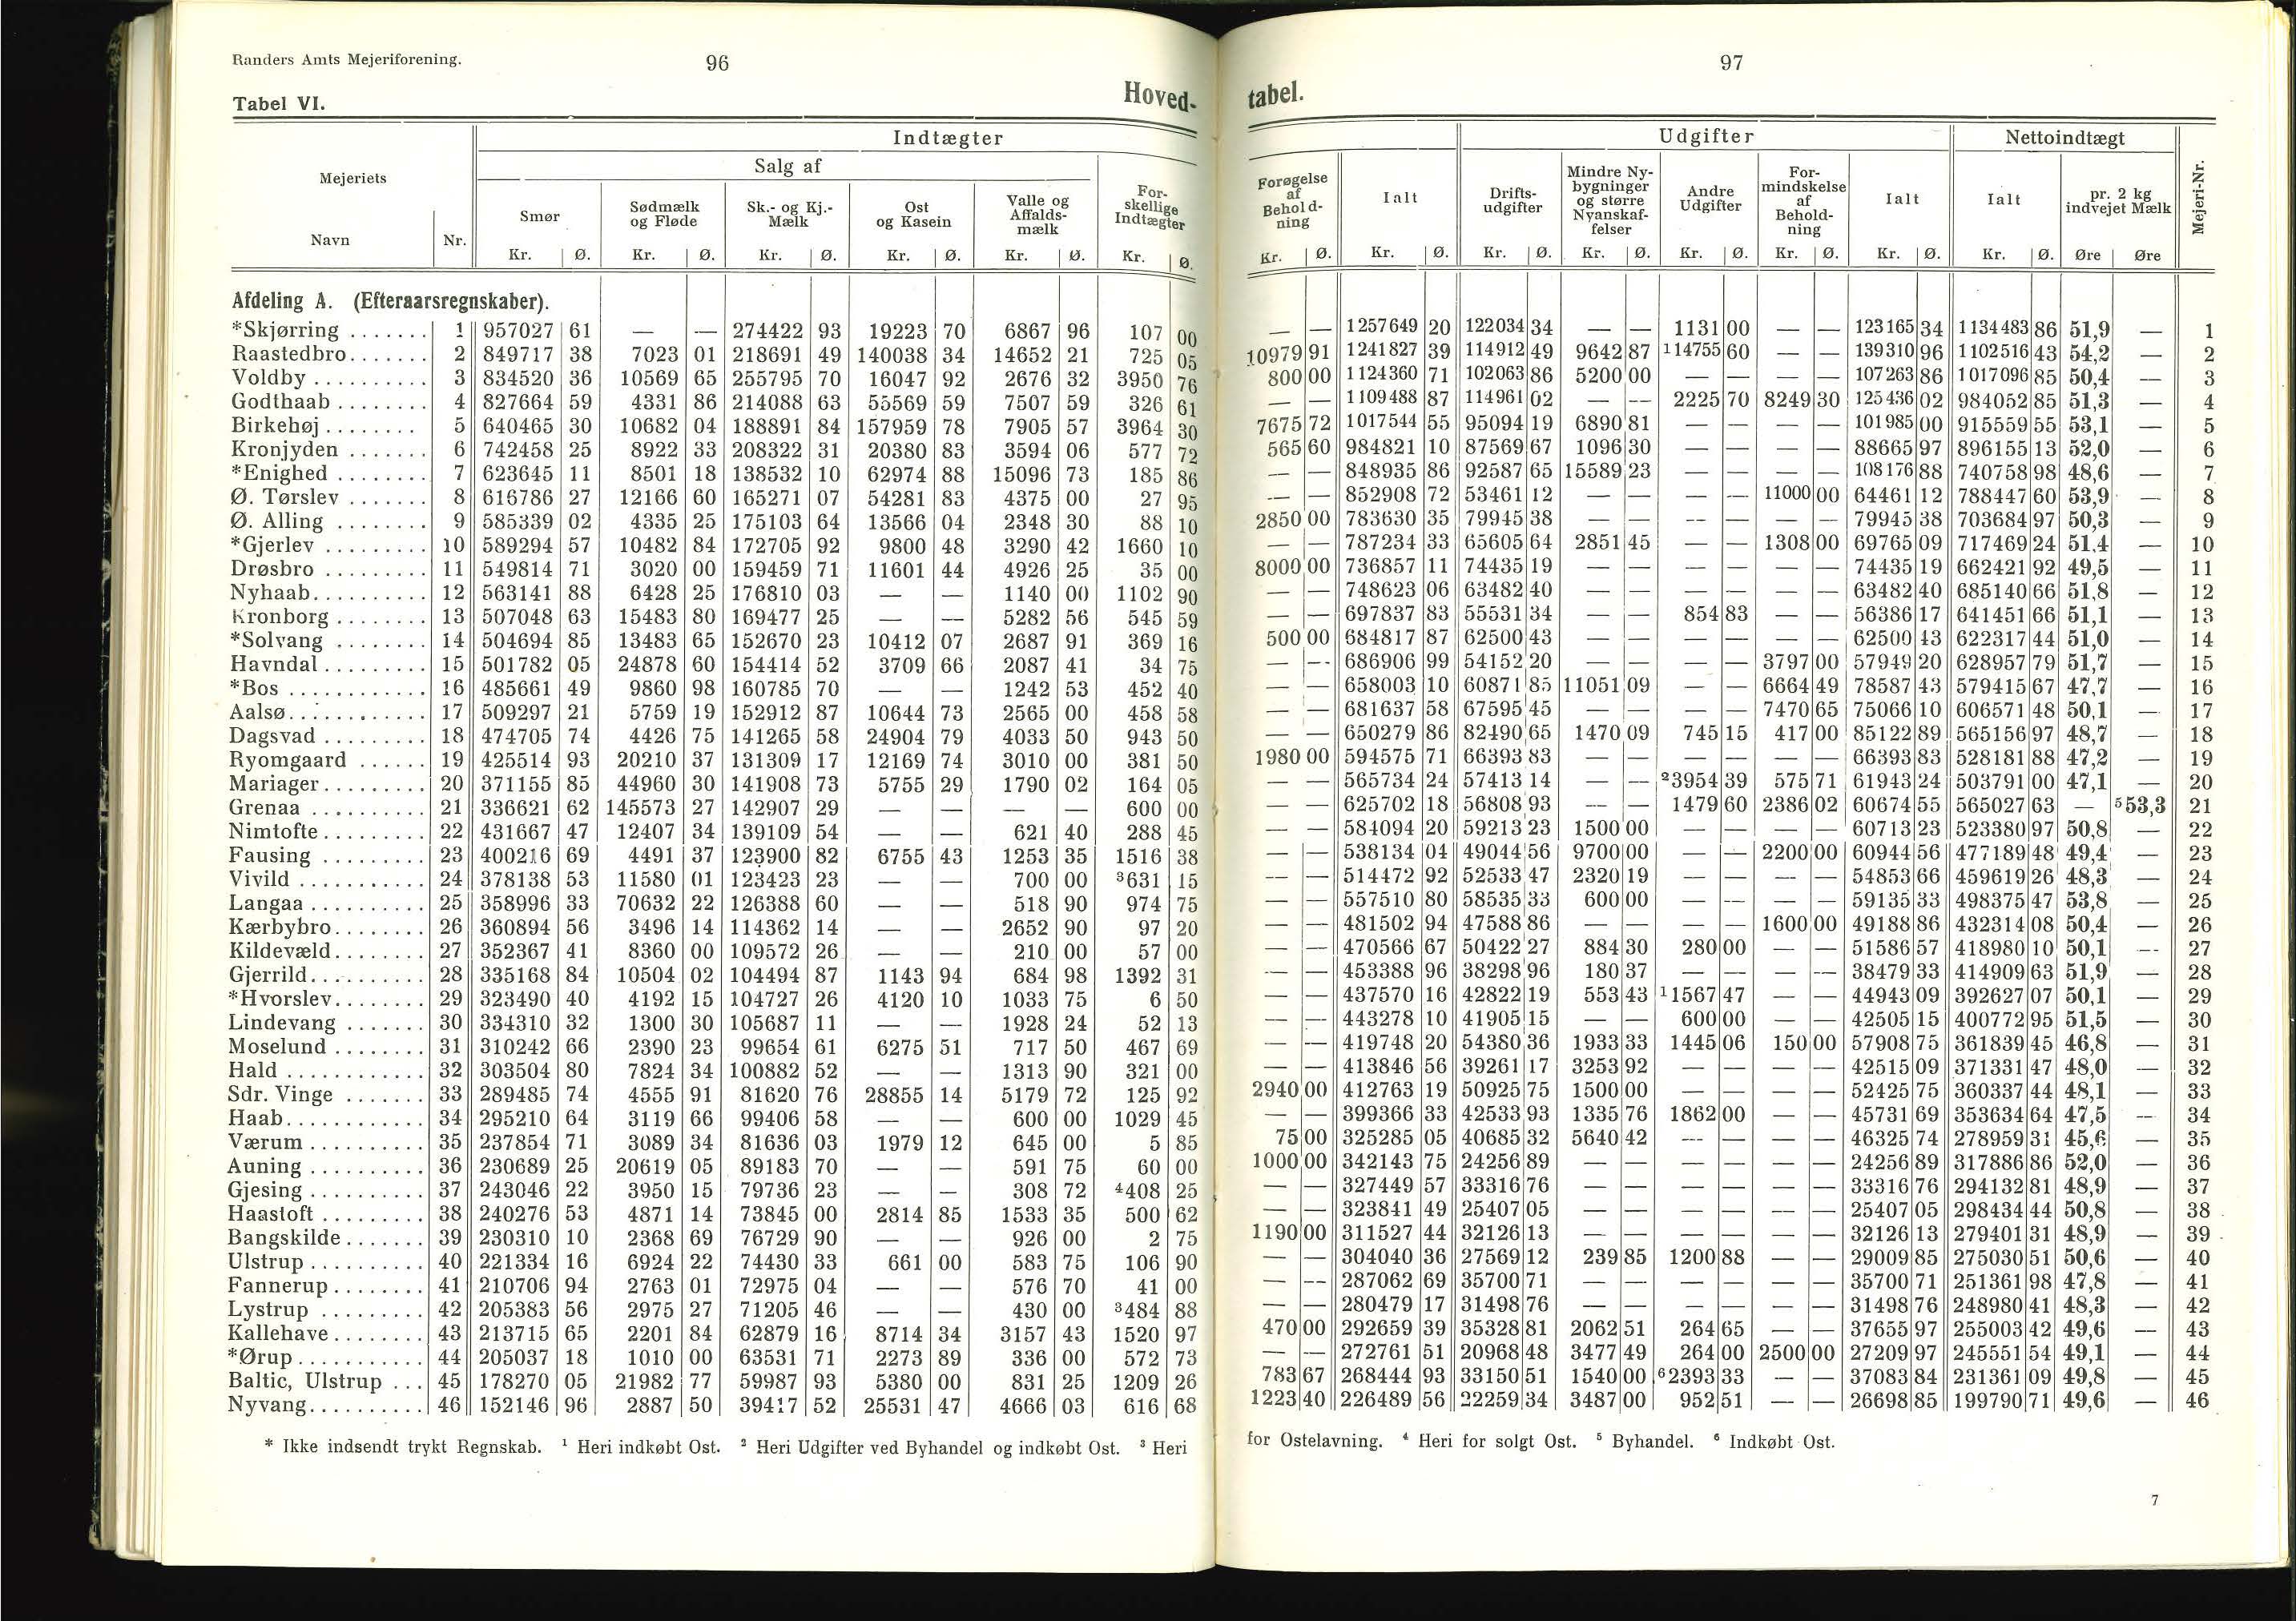 Randers Amts Mejeriforening.
96
Tabel VI.
Hoved-
Mejeriets
Indtægter
Salg af
Navn
Nr.
Smør
Sødmælk og Fløde
Sk.- og Kj.-Mælk
Ost og Kasein
Valle og Affalds-mælk
For-skellige Indtægter
Kr. Ø. Kr. Ø. Kr. Ø. Kr. Ø. Kr. Ø. Kr. Ø.
Afdeling A. (Efteraarsregnskaber).
*Skjørring 1 957027 61 — — 274422 93 19223 70 6867 96 107 00
Raastedbro 2 849717 38 7023 01 218691 49 140038 34 14652 21 725 05
Voldby 3 834520 36 10569 65 255795 70 16047 92 2676 32 3950 76
Godthaab 4 827664 59 4331 86 214088 63 55569 59 7507 59 326 61
Birkehøj 5 640465 30 10682 04 188891 84 157959 78 7905 57 3964 30
Kronjyden 6 742458 25 8922 33 208322 31 20380 83 3594 06 577 72
*Enighed 7 623645 11 8501 18 138532 10 62974 88 15096 73 185 86
Ø. Tørslev 8 616786 27 12166 60 165271 07 54281 83 4375 00 27 95
Ø. Alling 9 585339 02 4335 25 175103 64 13566 04 2348 30 88 10
*Gjerlev 10 589294 57 10482 84 172705 92 9800 48 3290 42 1660 10
Drøsbro 11 549814 71 3020 00 159459 71 11601 44 4926 25 35 00
Nyhaab 12 563141 88 6428 25 176810 03 — — 1140 00 1102 90
Kronborg 13 507048 63 15483 80 169477 25 — — 5282 56 545 59
*Solvang 14 504694 85 13483 65 152670 23 10412 07 2687 91 369 16
Havndal 15 501782 05 24878 60 154414 52 3709 66 2087 41 34 75
*Bos 16 485661 49 9860 98 160785 70 — — 1242 53 452 40
Aalsø 17 509297 21 5759 19 152912 87 10644 73 2565 00 458 58
Dagsvad 18 474705 74 4426 75 141265 58 24904 79 4033 50 943 50
Ryomgaard 19 425514 93 20210 37 131309 17 12169 74 3010 00 381 50
Mariager 20 371155 85 44960 30 141908 73 5755 29 1790 02 164 05
Grenaa 21 336621 62 145573 27 142907 29 — — — — 600 00
Nimtofte 22 431667 47 12407 34 139109 54 — — 621 40 288 45
Fausing 23 400216 69 4491 37 123900 82 6755 43 1253 35 1516 38
Vivild 24 378138 53 11580 01 123423 23 — — 700 00 ³631 15
Langaa 25 358996 33 70632 22 126388 60 — — 518 90 974 75
Kærbybro 26 360894 56 3496 14 114362 14 — — 2652 90 97 20
Kildevæld 27 352367 41 8360 00 109572 26 — — 210 00 57 00
Gjerrild 28 335168 84 10504 02 104494 87 1143 94 684 98 1392 31
*Hvorslev 29 323490 40 4192 15 104727 26 4120 10 1033 75 6 50
Lindevang 30 334310 32 1300 30 105687 11 — — 1928 24 52 13
Moselund 31 310242 66 2390 23 99654 61 6275 51 717 50 467 69
Hald 32 303504 80 7824 34 100882 52 — — 1313 90 321 00
Sdr. Vinge 33 289485 74 4555 91 81620 76 28855 14 5179 72 125 92
Haab 34 295210 64 3119 66 99406 58 — — 600 00 1029 45
Værum 35 237854 71 3089 34 81636 03 1979 12 645 00 5 85
Auning 36 230689 25 20619 05 89183 70 — — 591 75 60 00
Gjesing 37 243046 22 3950 15 79736 23 — — 308 72 ⁴408 25
Haastoft 38 240276 53 4871 14 73845 00 2814 85 1533 35 500 62
Bangskilde 39 230310 10 2368 69 76729 90 — — 926 00 2 75
Ulstrup 40 221334 16 6924 22 74430 33 661 00 583 75 106 90
Fannerup 41 210706 94 2763 01 72975 04 — — 576 70 41 00
Lystrup 42 205383 56 2975 27 71205 46 — — 430 00 ³484 88
Kallehave 43 213715 65 2201 84 62879 16 8714 34 3157 43 1520 97
*Ørup 44 205037 18 1010 00 63531 71 2273 89 336 00 572 73
Baltic, Ulstrup 45 178270 05 21982 77 59987 93 5380 00 831 25 1209 26
Nyvang 46 152146 96 2887 50 39417 52 25531 47 4666 03 616 68
* Ikke indsendt trykt Regnskab. ¹ Heri indkøbt Ost. ² Heri Udgifter ved Byhandel og indkøbt Ost. ³ Heri
97
tabel.
Udgifter
Nettoindtægt
Forøgelse af Behold-ning
Ialt
Drifts-udgifter
Mindre Ny-bygninger og større Nyanskaf-felser
Andre Udgifter
For-mindskelse af Behold-ning
Ialt
Ialt
pr. 2 kg indvejet Mælk
Mejeri-Nr.
Kr. Ø. Kr. Ø. Kr. Ø. Kr. Ø. Kr. Ø. Kr. Ø. Kr. Ø. Kr. Ø. Øre Øre
— — 1257649 20 122034 34 — — 1131 00 — — 123165 34 1134483 86 51,9 — 1
10979 91 1241827 39 114912 49 9642 87 ¹14755 60 — — 139310 96 1102516 43 54,2 — 2
800 00 1124360 71 102063 86 5200 00 — — — — 107263 86 1017096 85 50,4 — 3
— — 1109488 87 114961 02 — — 2225 70 8249 30 125436 02 984052 85 51,3 — 4
7675 72 1017544 55 95094 19 6890 81 — — — — 101985 00 915559 55 53,1 — 5
565 60 984821 10 87569 67 1096 30 — — — — 88665 97 896155 13 52,0 — 6
— — 848935 86 92587 65 15589 23 — — — — 108176 88 740758 98 48,6 — 7
— — 852908 72 53461 12 — — — — 11000 00 64461 12 788447 60 53,9 — 8
2850 00 783630 35 79945 38 — — — — — — 79945 38 703684 97 50,3 — 9
— — 787234 33 65605 64 2851 45 — — 1308 00 69765 09 717469 24 51,4 — 10
8000 00 736857 11 74435 19 — — — — — — 74435 19 662421 92 49,5 — 11
— — 748623 06 63482 40 — — — — — — 63482 40 685140 66 51,8 — 12
— — 697837 83 55531 34 — — 854 83 — — 56386 17 641451 66 51,1 — 13
500 00 684817 87 62500 43 — — — — — — 62500 43 622317 44 51,0 — 14
— — 686906 99 54152 20 — — — — 3797 00 57949 20 628957 79 51,7 — 15
— — 658003 10 60871 85 11051 09 — — 6664 49 78587 43 579415 67 47,7 — 16
— — 681637 58 67595 45 — — — — 7470 65 75066 10 606571 48 50,1 — 17
— — 650279 86 82490 65 1470 09 745 15 417 00 85122 89 565156 97 48,7 — 18
1980 00 594575 71 66393 83 — — — — — — 66393 83 528181 88 47,2 — 19
— — 565734 24 57413 14 — — ²3954 39 575 71 61943 24 503791 00 47,1 — 20
— — 625702 18 56808 93 — — 1479 60 2386 02 60674 55 565027 63 — ⁵53,3 21
— — 584094 20 59213 23 1500 00 — — — — 60713 23 523380 97 50,8 — 22
— — 538134 04 49044 56 9700 00 — — 2200 00 60944 56 477189 48 49,4 — 23
— — 514472 92 52533 47 2320 19 — — — — 54853 66 459619 26 48,3 — 24
— — 557510 80 58535 33 600 00 — — — — 59135 33 498375 47 53,8 — 25
— — 481502 94 47588 86 — — — — 1600 00 49188 86 432314 08 50,4 — 26
— — 470566 67 50422 27 884 30 280 00 — — 51586 57 418980 10 50,1 — 27
— — 453388 96 38298 96 180 37 — — — — 38479 33 414909 63 51,9 — 28
— — 437570 16 42822 19 553 43 ¹1567 47 — — 44943 09 392627 07 50,1 — 29
— — 443278 10 41905 15 — — 600 00 — — 42505 15 400772 95 51,5 — 30
— — 419748 20 54380 36 1933 33 1445 06 150 00 57908 75 361839 45 46,8 — 31
— — 413846 56 39261 17 3253 92 — — — — 42515 09 371331 47 48,0 — 32
2940 00 412763 19 50925 75 1500 00 — — — — 52425 75 360337 44 48,1 — 33
— — 399366 33 42533 93 1335 76 1862 00 — — 45731 69 353634 64 47,5 — 34
75 00 325285 05 40685 32 5640 42 — — — — 46325 74 278959 31 45,6 — 35
1000 00 342143 75 24256 89 — — — — — — 24256 89 317886 86 52,0 — 36
— — 327449 57 33316 76 — — — — — — 33316 76 294132 81 48,9 — 37
— — 323841 49 25407 05 — — — — — — 25407 05 298434 44 50,8 — 38
1190 00 311527 44 32126 13 — — — — — — 32126 13 279401 31 48,9 — 39
— — 304040 36 27569 12 239 85 1200 88 — — 29009 85 275030 51 50,6 — 40
— — 287062 69 35700 71 — — — — — — 35700 71 251361 98 47,8 — 41
— — 280479 17 31498 76 — — — — — — 31498 76 248980 41 48,3 — 42
470 00 292659 39 35328 81 2062 51 264 65 — — 37655 97 255003 42 49,6 — 43
— — 272761 51 20968 48 3477 49 264 00 2500 00 27209 97 245551 54 49,1 — 44
783 67 268444 93 33150 51 1540 00 ⁶2393 33 — — 37083 84 231361 09 49,8 — 45
1223 40 226489 56 22259 34 3487 00 952 51 — — 26698 85 199790 71 49,6 — 46
for Ostelavning. ⁴ Heri for solgt Ost. ⁵ Byhandel. ⁶ Indkøbt Ost.
7